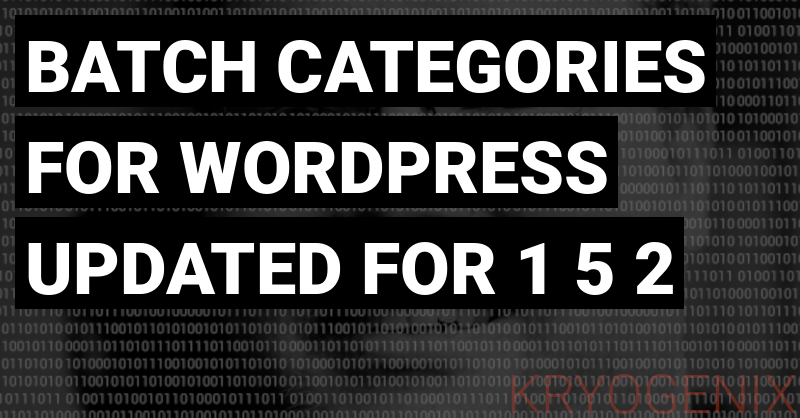 BATCH CATEGORIES
FOR WORDPRESS
UPDATED FOR 1 5 2
KRYOGENIX